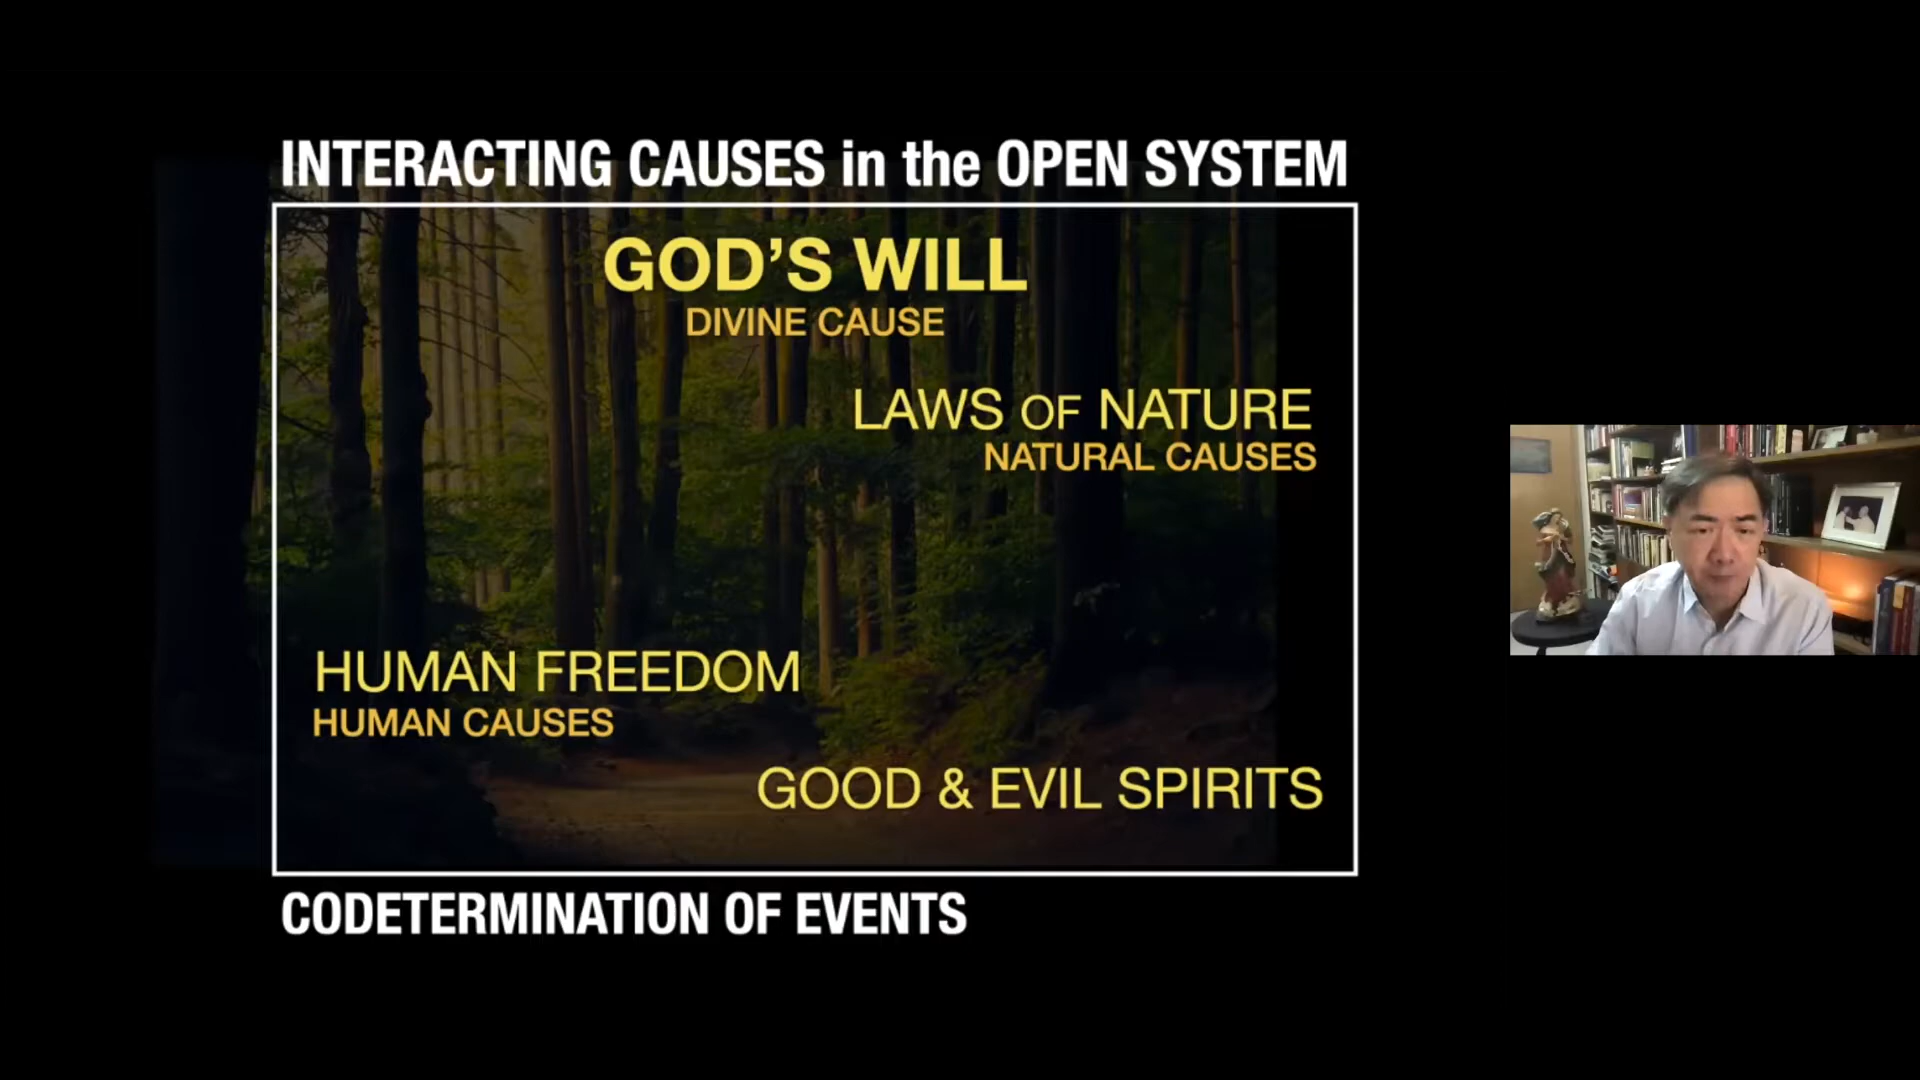 INTERACTING CAUSES in the OPEN SYSTEM
GOD'S WILL
DIVINE CAUSE
LAWS OF NATURE
NATURAL CAUSES
HUMAN FREEDOM
HUMAN CAUSES
GOOD & EVIL SPIRITS
CODETERMINATION OF EVENTS